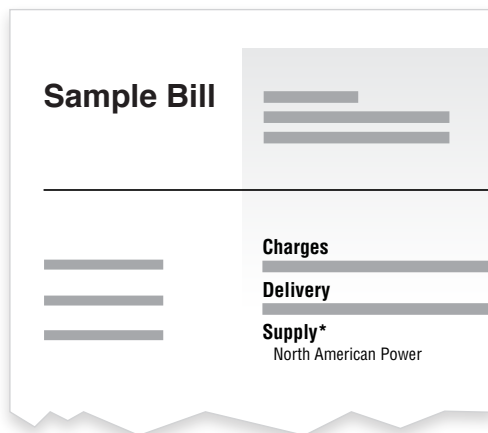 Sample Bill
Charges
Delivery
Supply*
North American Power